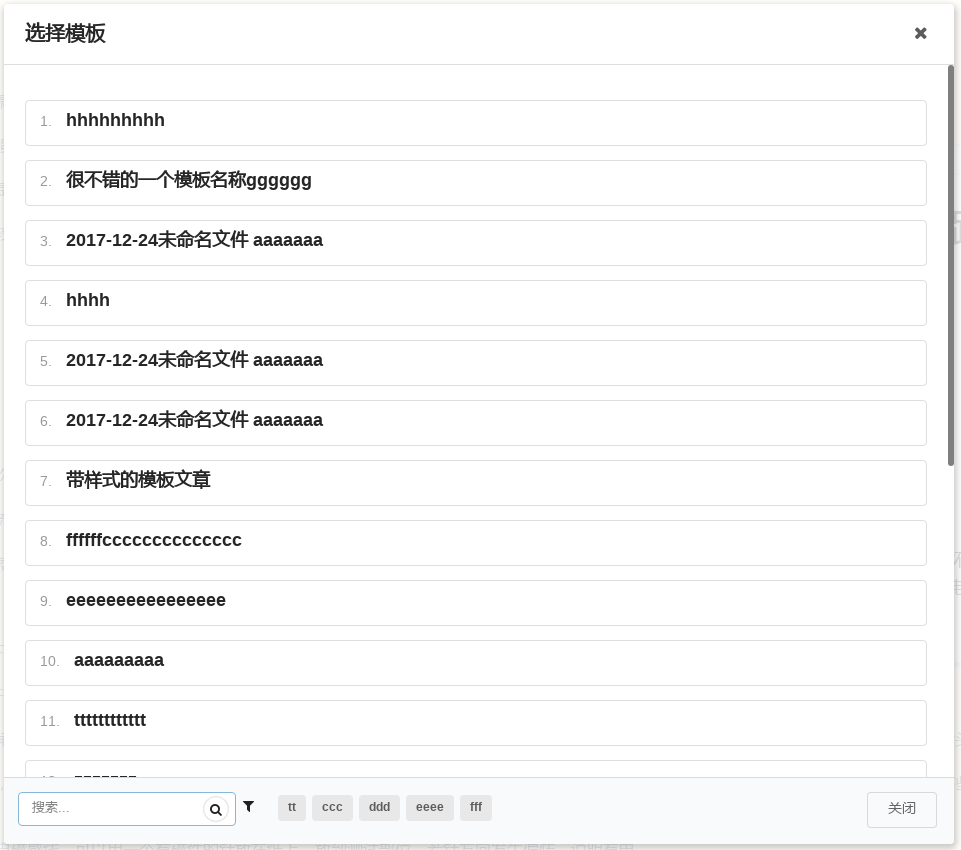 选择模板
1. hhhhhhhhh
2. 很不错的一个模板名称gggggg
3. 2017-12-24未命名文件 aaaaaaa
4. hhhh
5. 2017-12-24未命名文件 aaaaaaa
6. 2017-12-24未命名文件 aaaaaaa
7. 带样式的模板文章
8. ffffffcccccccccccccc
9. eeeeeeeeeeeeeeee
10. aaaaaaaaa
11. tttttttttttt
搜索... tt ccc ddd eeee fff 关闭